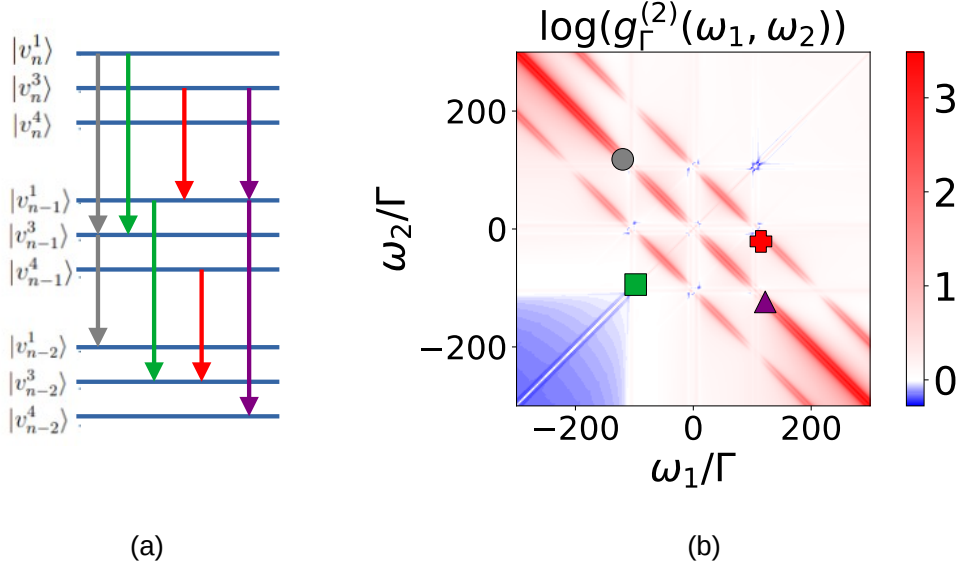 |v_n^1⟩
|v_n^3⟩
|v_n^4⟩
|v_{n-1}^1⟩
|v_{n-1}^3⟩
|v_{n-1}^4⟩
|v_{n-2}^1⟩
|v_{n-2}^3⟩
|v_{n-2}^4⟩
(a)
log(g_Γ^{(2)}(ω_1, ω_2))
200
0
−200
ω_2/Γ
−200 0 200
ω_1/Γ
3
2
1
0
(b)